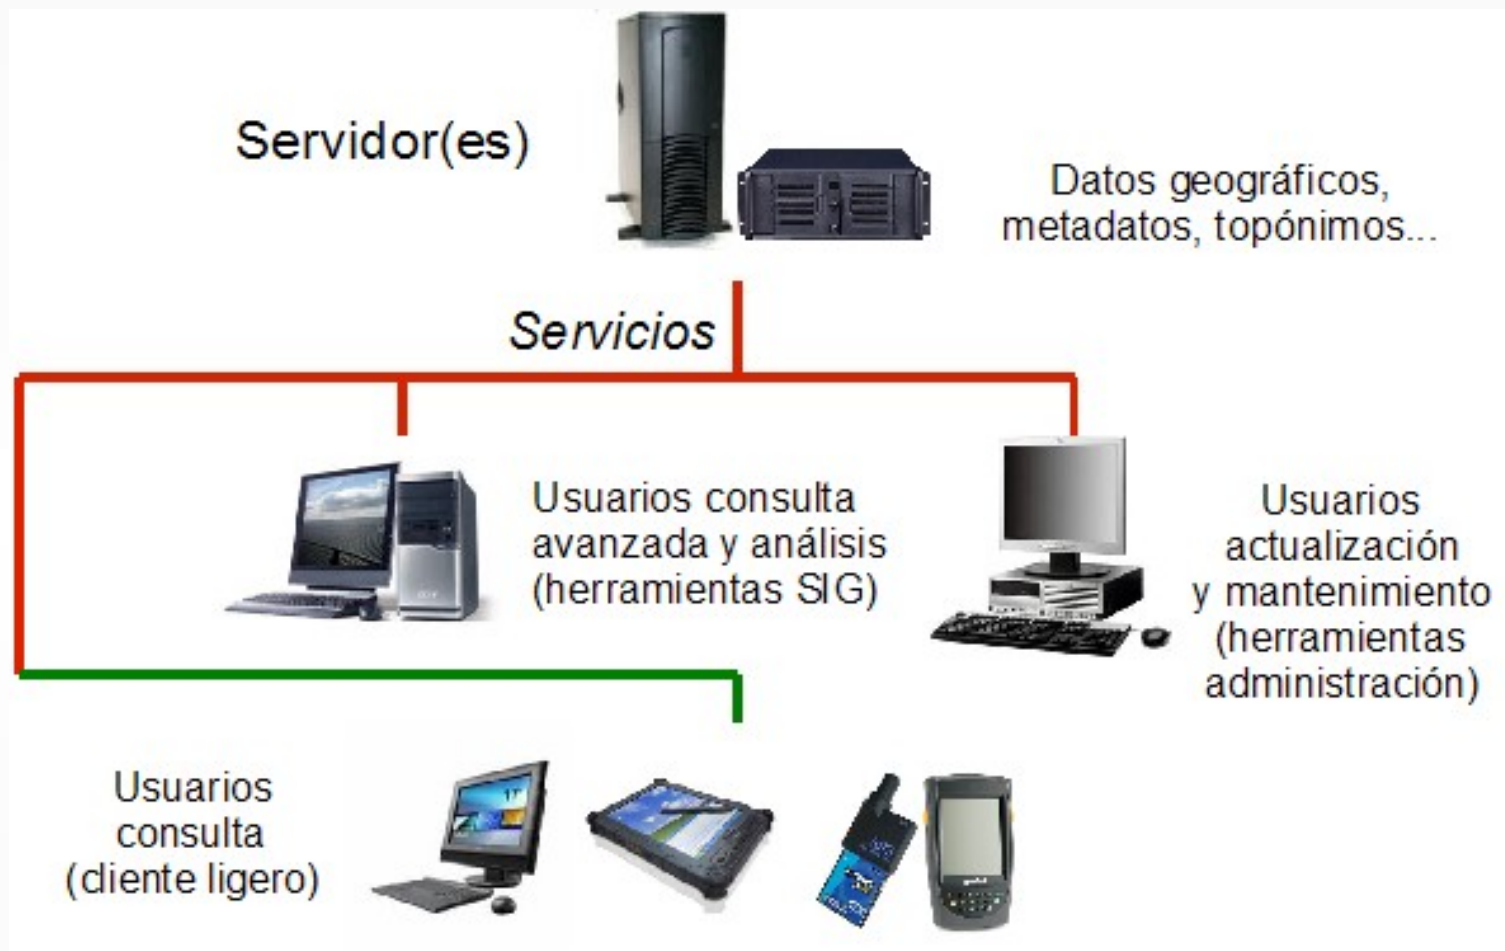 Servidor(es)
Datos geográficos,
metadatos, topónimos...
Servicios
Usuarios consulta
avanzada y análisis
(herramientas SIG)
Usuarios
actualización
y mantenimiento
(herramientas
administración)
Usuarios
consulta
(cliente ligero)